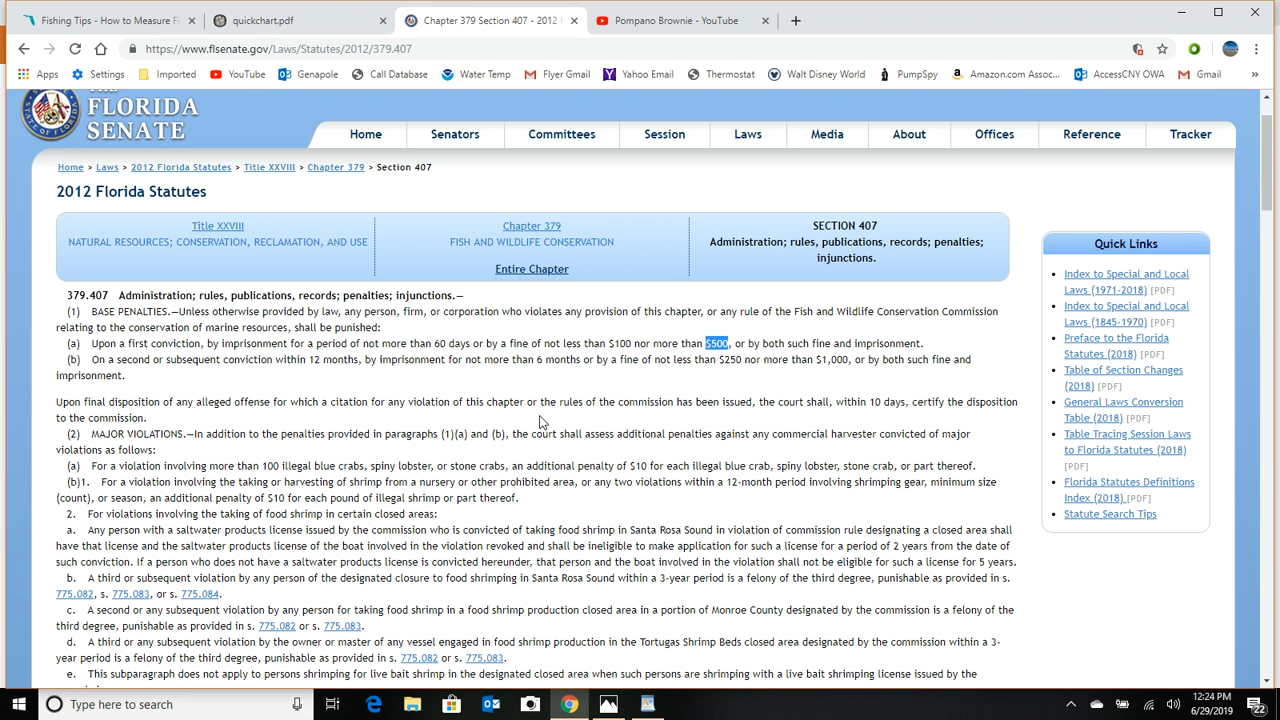 Fishing Tips - How to Measure Fi
quickchart.pdf
Chapter 379 Section 407 - 2012
Pompano Brownie - YouTube
https://www.flsenate.gov/Laws/Statutes/2012/379.407
Apps Settings Imported YouTube Genapole Call Database Water Temp Flyer Gmail Yahoo Email Thermostat Walt Disney World PumpSpy Amazon.com Assoc... AccessCNY OWA Gmail »
THE
FLORIDA
SENATE
Home Senators Committees Session Laws Media About Offices Reference Tracker
Home > Laws > 2012 Florida Statutes > Title XXVIII > Chapter 379 > Section 407
2012 Florida Statutes
Title XXVIII
NATURAL RESOURCES; CONSERVATION, RECLAMATION, AND USE
Chapter 379
FISH AND WILDLIFE CONSERVATION
Entire Chapter
SECTION 407
Administration; rules, publications, records; penalties;
injunctions.
379.407 Administration; rules, publications, records; penalties; injunctions.—
(1) BASE PENALTIES.—Unless otherwise provided by law, any person, firm, or corporation who violates any provision of this chapter, or any rule of the Fish and Wildlife Conservation Commission
relating to the conservation of marine resources, shall be punished:
(a) Upon a first conviction, by imprisonment for a period of not more than 60 days or by a fine of not less than $100 nor more than $500, or by both such fine and imprisonment.
(b) On a second or subsequent conviction within 12 months, by imprisonment for not more than 6 months or by a fine of not less than $250 nor more than $1,000, or by both such fine and
imprisonment.
Upon final disposition of any alleged offense for which a citation for any violation of this chapter or the rules of the commission has been issued, the court shall, within 10 days, certify the disposition
to the commission.
(2) MAJOR VIOLATIONS.—In addition to the penalties provided in paragraphs (1)(a) and (b), the court shall assess additional penalties against any commercial harvester convicted of major
violations as follows:
(a) For a violation involving more than 100 illegal blue crabs, spiny lobster, or stone crabs, an additional penalty of $10 for each illegal blue crab, spiny lobster, stone crab, or part thereof.
(b)1. For a violation involving the taking or harvesting of shrimp from a nursery or other prohibited area, or any two violations within a 12-month period involving shrimping gear, minimum size
(count), or season, an additional penalty of $10 for each pound of illegal shrimp or part thereof.
2. For violations involving the taking of food shrimp in certain closed areas:
a. Any person with a saltwater products license issued by the commission who is convicted of taking food shrimp in Santa Rosa Sound in violation of commission rule designating a closed area shall
have that license and the saltwater products license of the boat involved in the violation revoked and shall be ineligible to make application for such a license for a period of 2 years from the date of
such conviction. If a person who does not have a saltwater products license is convicted hereunder, that person and the boat involved in the violation shall not be eligible for such a license for 5 years.
b. A third or subsequent violation by any person of the designated closure to food shrimping in Santa Rosa Sound within a 3-year period is a felony of the third degree, punishable as provided in s.
775.082, s. 775.083, or s. 775.084.
c. A second or any subsequent violation by any person for taking food shrimp in a food shrimp production closed area in a portion of Monroe County designated by the commission is a felony of the
third degree, punishable as provided in s. 775.082 or s. 775.083.
d. A third or any subsequent violation by the owner or master of any vessel engaged in food shrimp production in the Tortugas Shrimp Beds closed area designated by the commission within a 3-
year period is a felony of the third degree, punishable as provided in s. 775.082 or s. 775.083.
e. This subparagraph does not apply to persons shrimping for live bait shrimp in the designated closed area when such persons are shrimping with a live bait shrimping license issued by the
Quick Links
Index to Special and Local
Laws (1971-2018) [PDF]
Index to Special and Local
Laws (1845-1970) [PDF]
Preface to the Florida
Statutes (2018) [PDF]
Table of Section Changes
(2018) [PDF]
General Laws Conversion
Table (2018) [PDF]
Table Tracing Session Laws
to Florida Statutes (2018)
[PDF]
Florida Statutes Definitions
Index (2018) [PDF]
Statute Search Tips
Type here to search
12:24 PM
6/29/2019
22